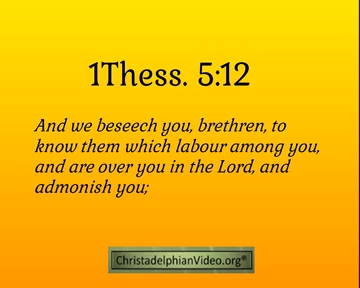 1Thess. 5:12
And we beseech you, brethren, to
know them which labour among you,
and are over you in the Lord, and
admonish you;
ChristadelphianVideo.org®